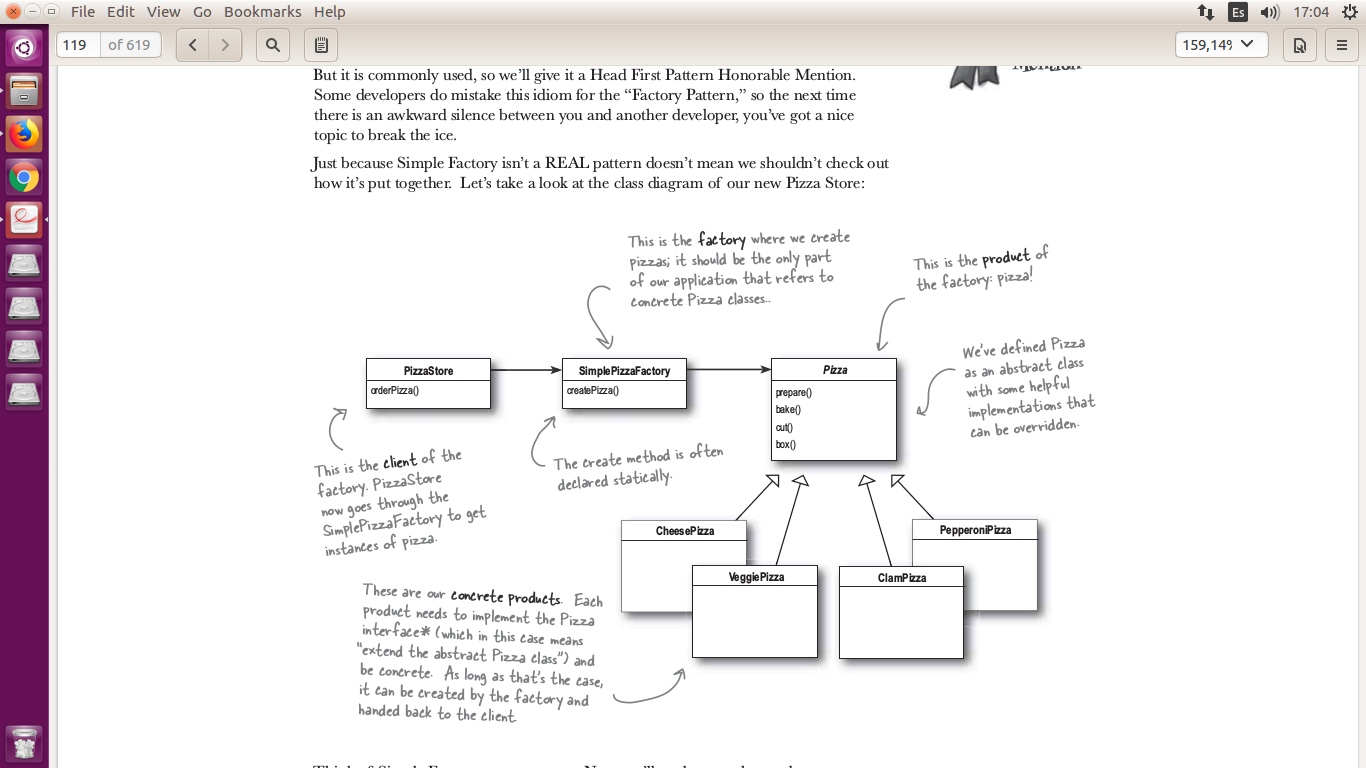 File Edit View Go Bookmarks Help
Es 17:04
119 of 619
159,14%
But it is commonly used, so we'll give it a Head First Pattern Honorable Mention.
Some developers do mistake this idiom for the “Factory Pattern,” so the next time
there is an awkward silence between you and another developer, you've got a nice
topic to break the ice.
Mention
Just because Simple Factory isn't a REAL pattern doesn't mean we shouldn't check out
how it's put together. Let's take a look at the class diagram of our new Pizza Store:
This is the factory where we create
pizzas; it should be the only part
of our application that refers to
concrete Pizza classes..
This is the product of
the factory: pizza!
PizzaStore
orderPizza()
SimplePizzaFactory
createPizza()
Pizza
prepare()
bake()
cut()
box()
We've defined Pizza
as an abstract class
with some helpful
implementations that
can be overridden.
This is the client of the
factory. PizzaStore
now goes through the
SimplePizzaFactory to get
instances of pizza.
The create method is often
declared statically.
CheesePizza
VeggiePizza
ClamPizza
PepperoniPizza
These are our concrete products. Each
product needs to implement the Pizza
interface* (which in this case means
“extend the abstract Pizza class”) and
be concrete. As long as that's the case,
it can be created by the factory and
handed back to the client.